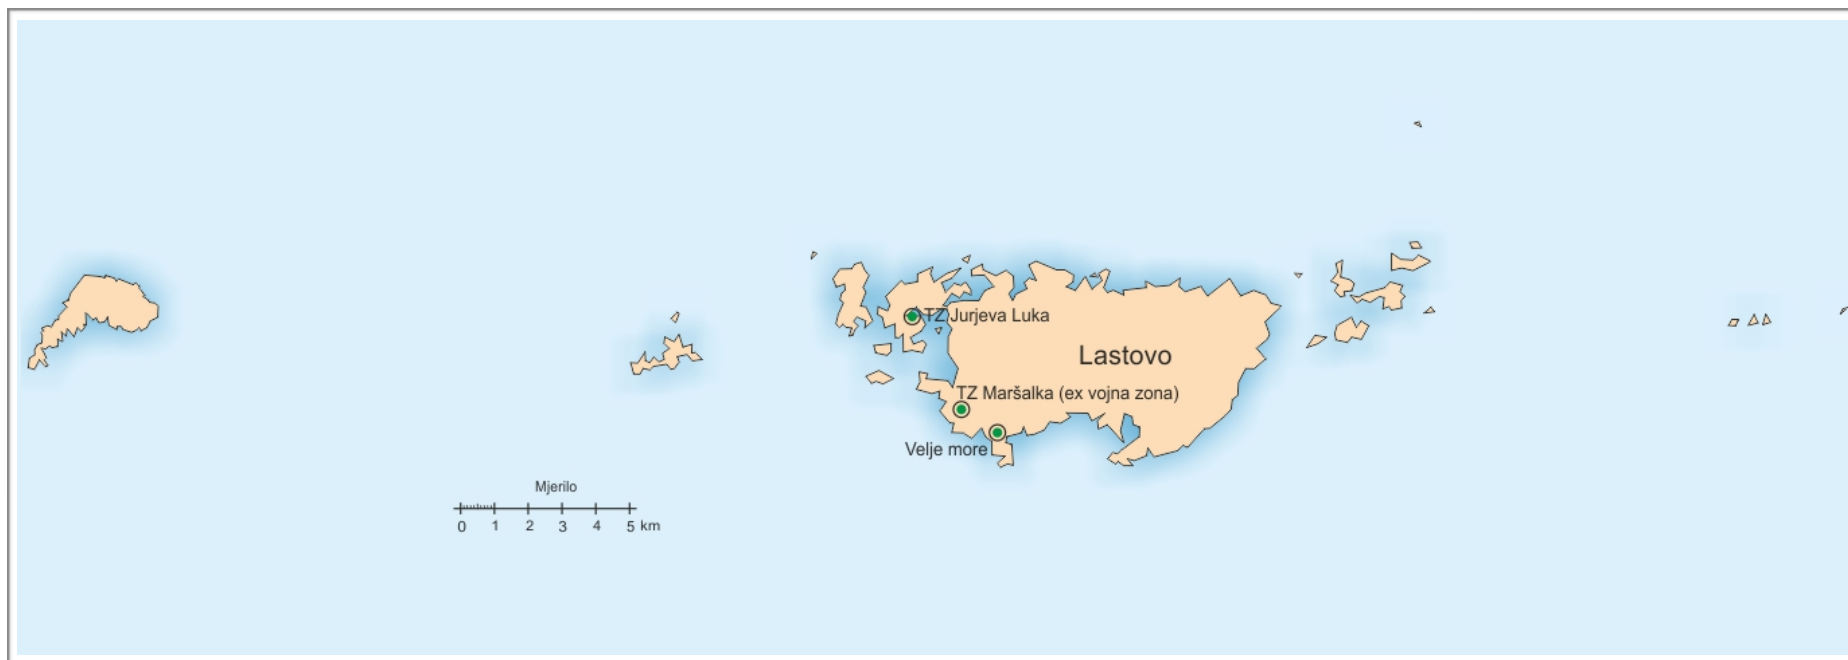 TZ Jurjeva Luka
Lastovo
TZ Maršalka (ex vojna zona)
Velje more
Mjerilo
0 1 2 3 4 5 km